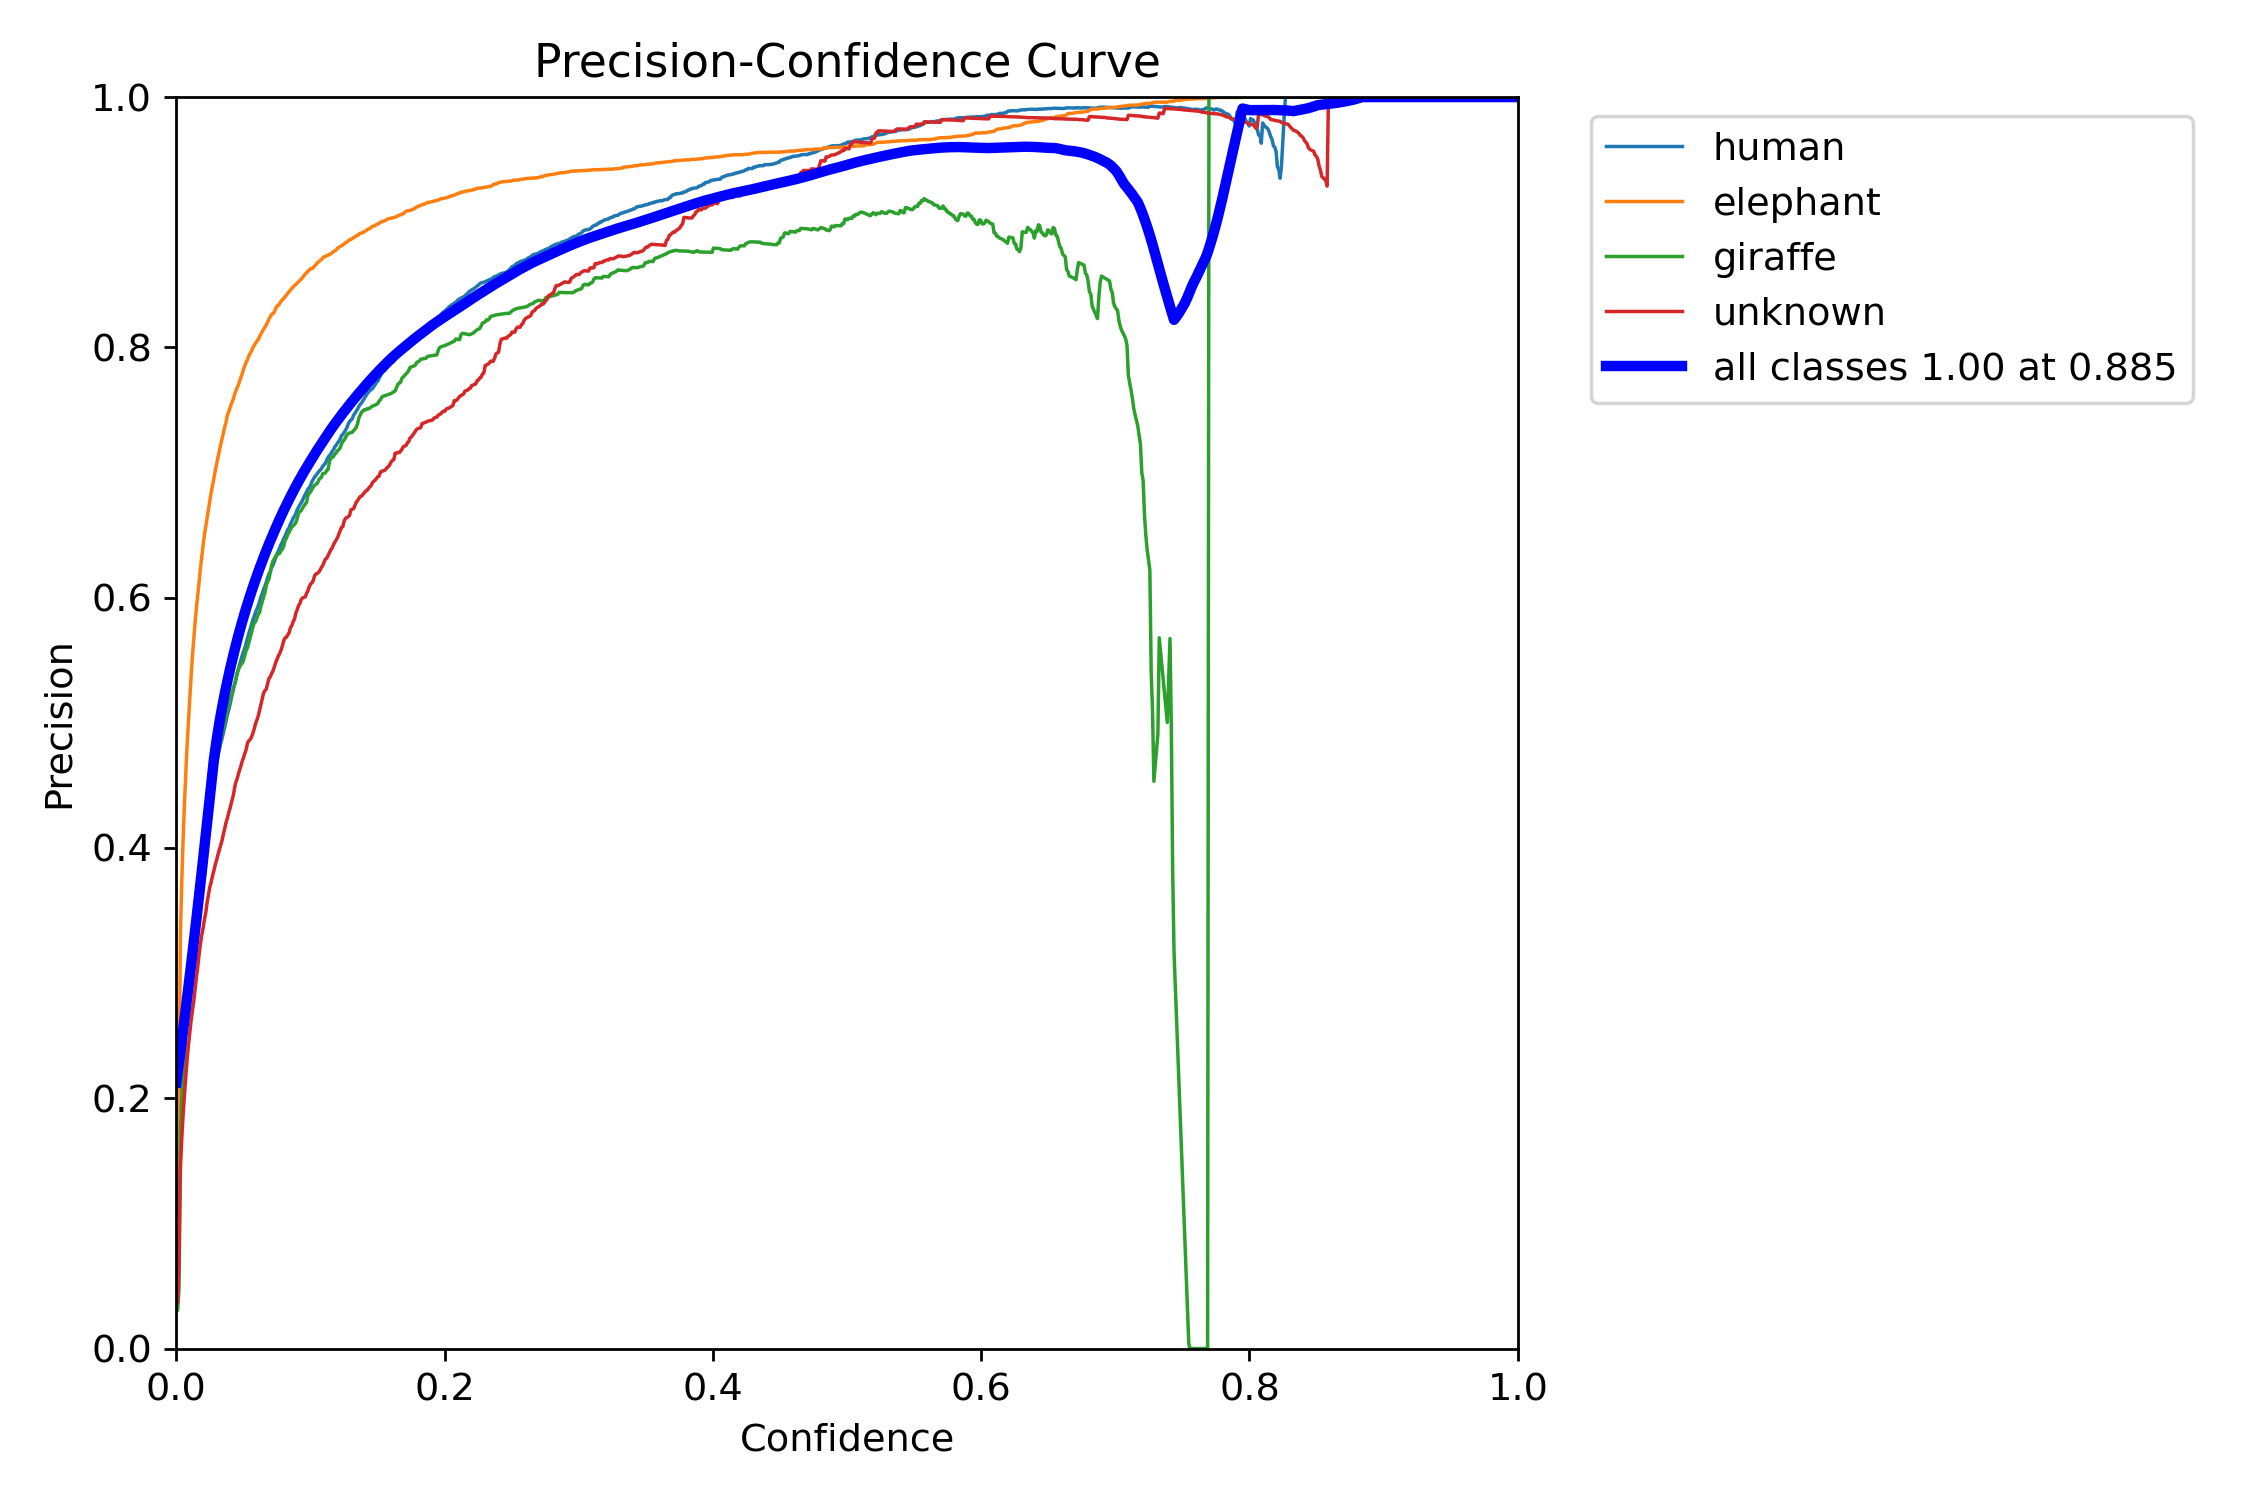 Precision-Confidence Curve
1.0
0.8
0.6
0.4
0.2
0.0
Precision
0.0 0.2 0.4 0.6 0.8 1.0
Confidence
human
elephant
giraffe
unknown
all classes 1.00 at 0.885